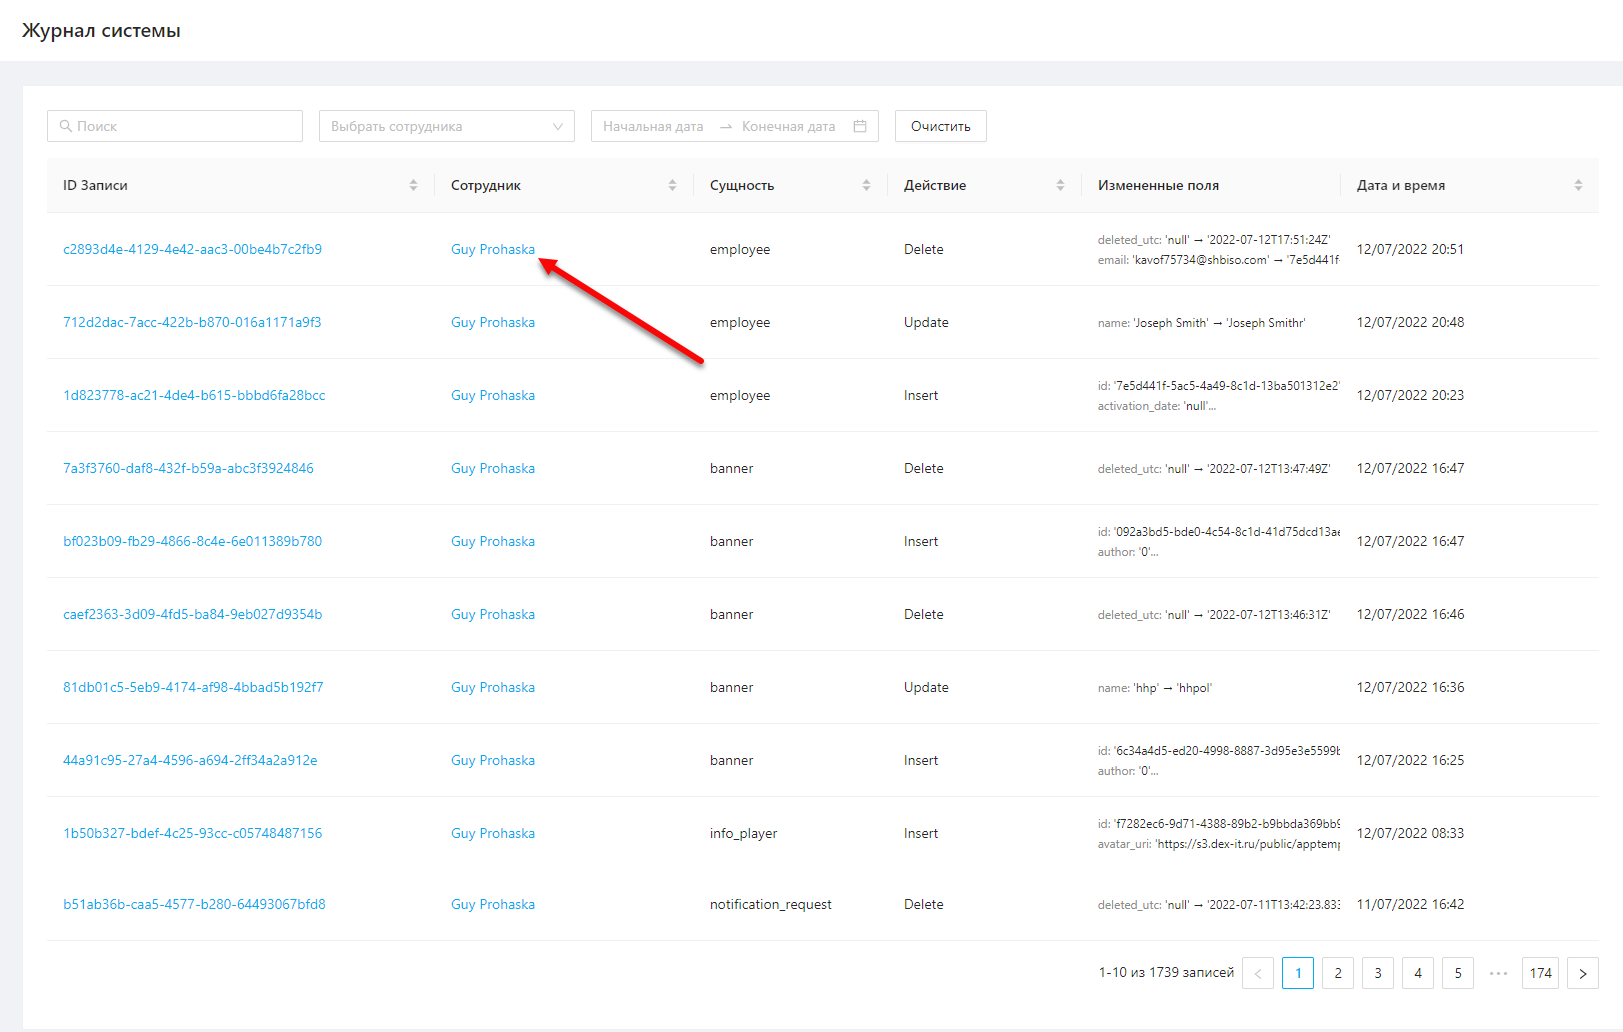 Журнал системы
Поиск
Выбрать сотрудника
Начальная дата → Конечная дата
Очистить
ID Записи Сотрудник Сущность Действие Измененные поля Дата и время
c2893d4e-4129-4e42-aac3-00be4b7c2fb9 Guy Prohaska employee Delete deleted_utc: 'null' → '2022-07-12T17:51:24Z' 12/07/2022 20:51
email: 'kavof75734@shbiso.com' → '7e5d441f-
712d2dac-7acc-422b-b870-016a1171a9f3 Guy Prohaska employee Update name: 'Joseph Smith' → 'Joseph Smithr' 12/07/2022 20:48
1d823778-ac21-4de4-b615-bbbd6fa28bcc Guy Prohaska employee Insert id: '7e5d441f-5ac5-4a49-8c1d-13ba501312e2' 12/07/2022 20:23
activation_date: 'null'...
7a3f3760-daf8-432f-b59a-abc3f3924846 Guy Prohaska banner Delete deleted_utc: 'null' → '2022-07-12T13:47:49Z' 12/07/2022 16:47
bf023b09-fb29-4866-8c4e-6e011389b780 Guy Prohaska banner Insert id: '092a3bd5-bde0-4c54-8c1d-41d75dcd13ae 12/07/2022 16:47
author: '0'...
caef2363-3d09-4fd5-ba84-9eb027d9354b Guy Prohaska banner Delete deleted_utc: 'null' → '2022-07-12T13:46:31Z' 12/07/2022 16:46
81db01c5-5eb9-4174-af98-4bbad5b192f7 Guy Prohaska banner Update name: 'hhp' → 'hhpol' 12/07/2022 16:36
44a91c95-27a4-4596-a694-2ff34a2a912e Guy Prohaska banner Insert id: '6c34a4d5-ed20-4998-8887-3d95e3e5599b 12/07/2022 16:25
author: '0'...
1b50b327-bdef-4c25-93cc-c05748487156 Guy Prohaska info_player Insert id: 'f7282ec6-9d71-4388-89b2-b9bbda369bb9 12/07/2022 08:33
avatar_uri: 'https://s3.dex-it.ru/public/apptemp
b51ab36b-caa5-4577-b280-64493067bfd8 Guy Prohaska notification_request Delete deleted_utc: 'null' → '2022-07-11T13:42:23.833 11/07/2022 16:42
1-10 из 1739 записей < 1 2 3 4 5 ••• 174 >